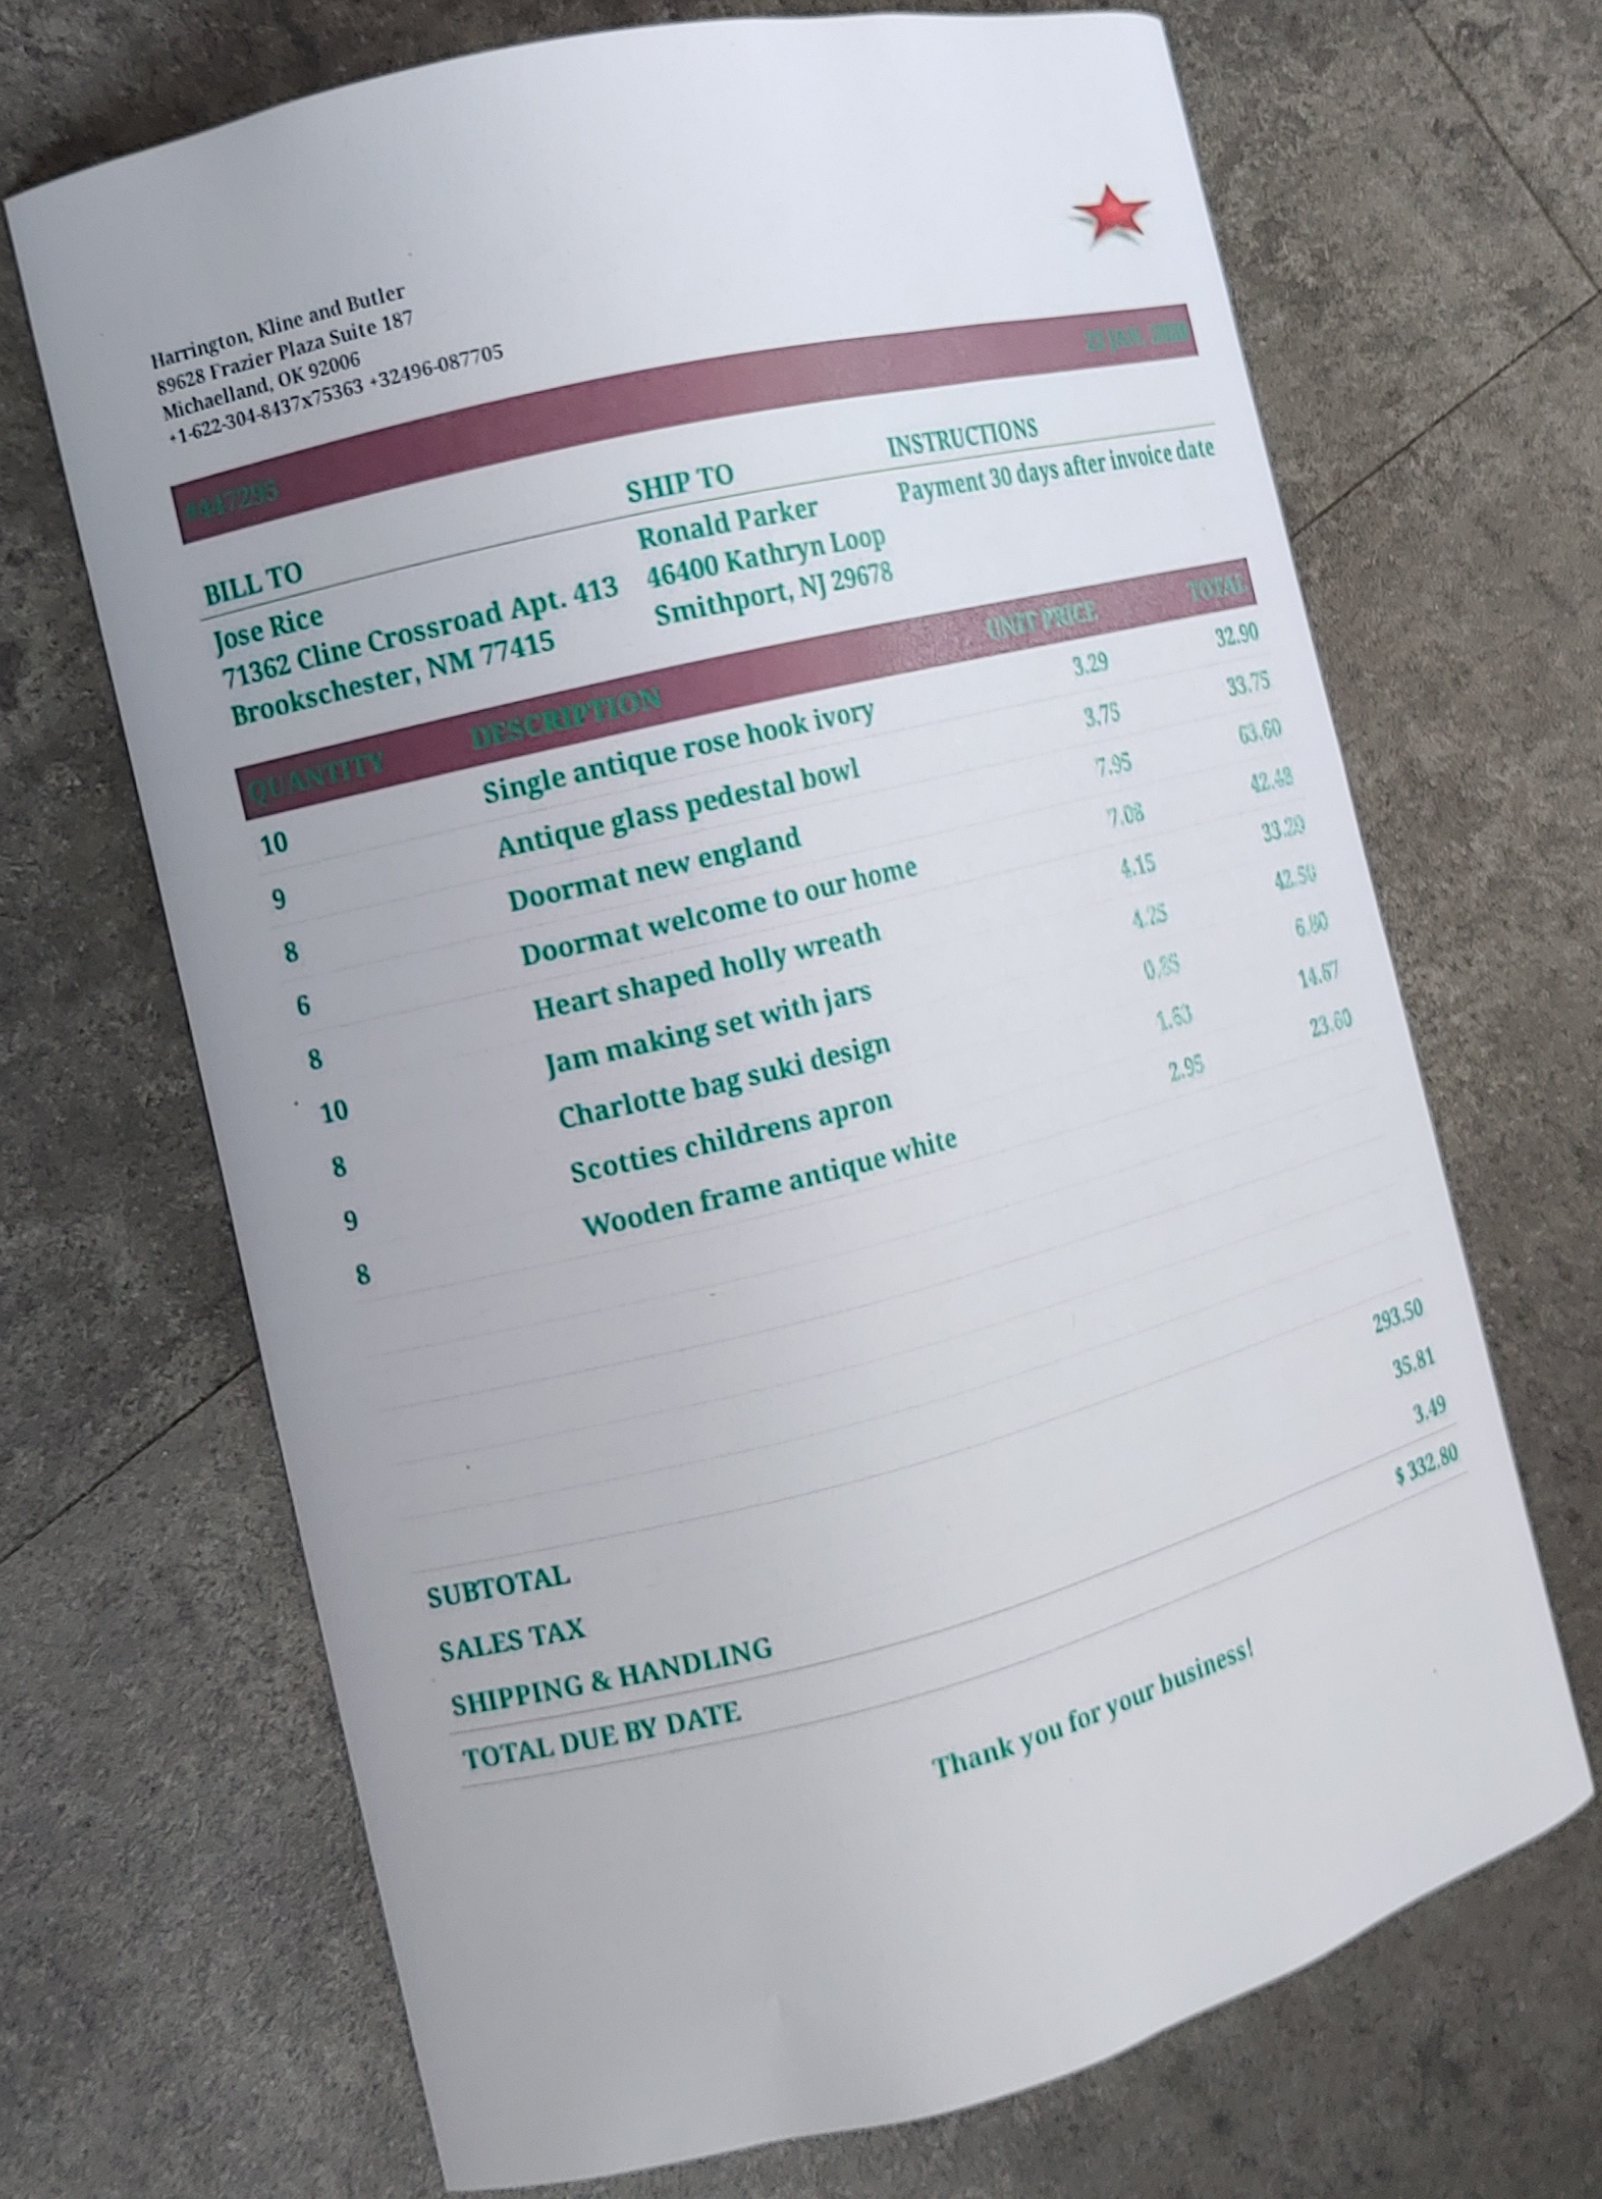 Harrington, Kline and Butler
89628 Frazier Plaza Suite 187
Michaelland, OK 92006
+1-622-304-8437x75363 +32496-087705
#447295
BILL TO
Jose Rice
71362 Cline Crossroad Apt. 413
Brookschester, NM 77415
SHIP TO
Ronald Parker
46400 Kathryn Loop
Smithport, NJ 29678
INSTRUCTIONS
Payment 30 days after invoice date
QUANTITY DESCRIPTION UNIT PRICE TOTAL
10 Single antique rose hook ivory 3.29 32.90
9 Antique glass pedestal bowl 3.75 33.75
8 Doormat new england 7.95 63.60
6 Doormat welcome to our home 7.08 42.48
8 Heart shaped holly wreath 4.15 33.20
10 Jam making set with jars 4.25 42.50
8 Charlotte bag suki design 0.85 6.80
9 Scotties childrens apron 1.63 14.67
8 Wooden frame antique white 2.95 23.60
SUBTOTAL 293.50
SALES TAX 35.81
SHIPPING & HANDLING 3.49
TOTAL DUE BY DATE $ 332.80
Thank you for your business!